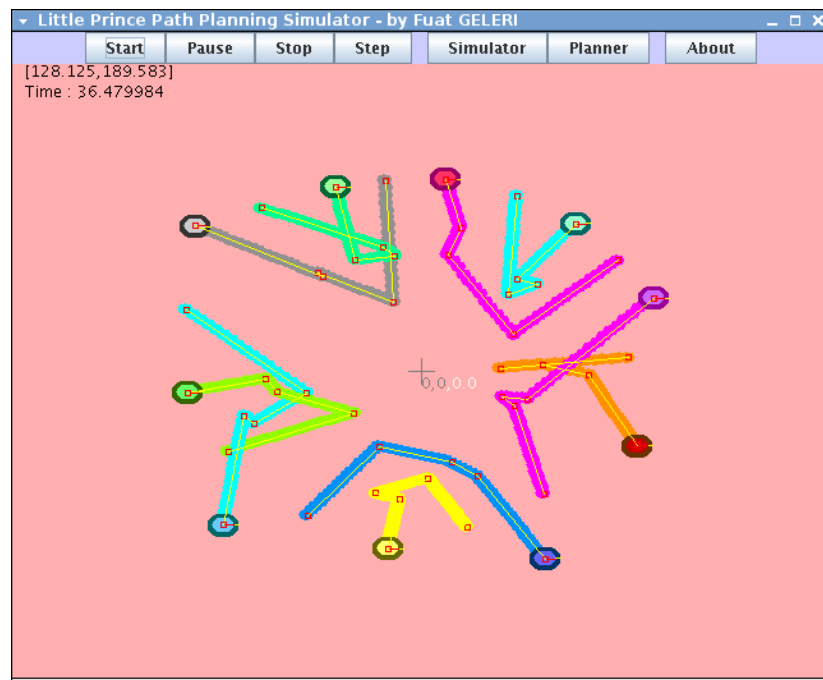 Little Prince Path Planning Simulator - by Fuat GELERI
Start Pause Stop Step Simulator Planner About
[128.125,189.583]
Time : 36.479984
0,0,0.0